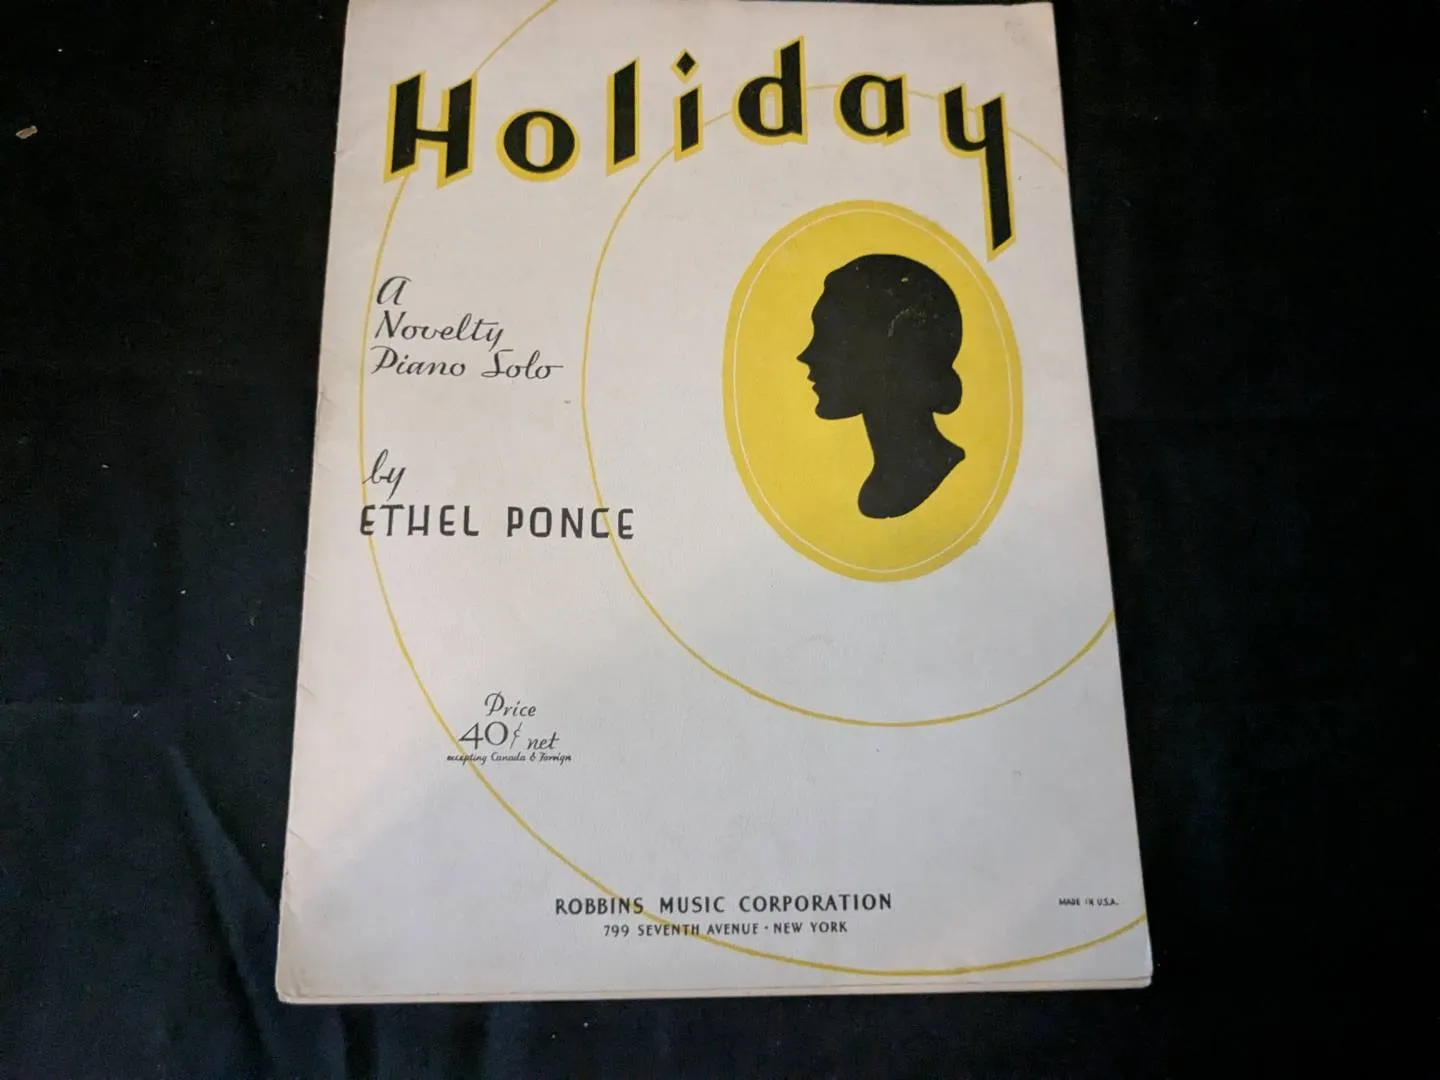 Holiday
A
Novelty
Piano Solo
by
ETHEL PONCE
Price
40¢ net
excepting Canada & Foreign
ROBBINS MUSIC CORPORATION
799 SEVENTH AVENUE · NEW YORK
MADE IN U.S.A.